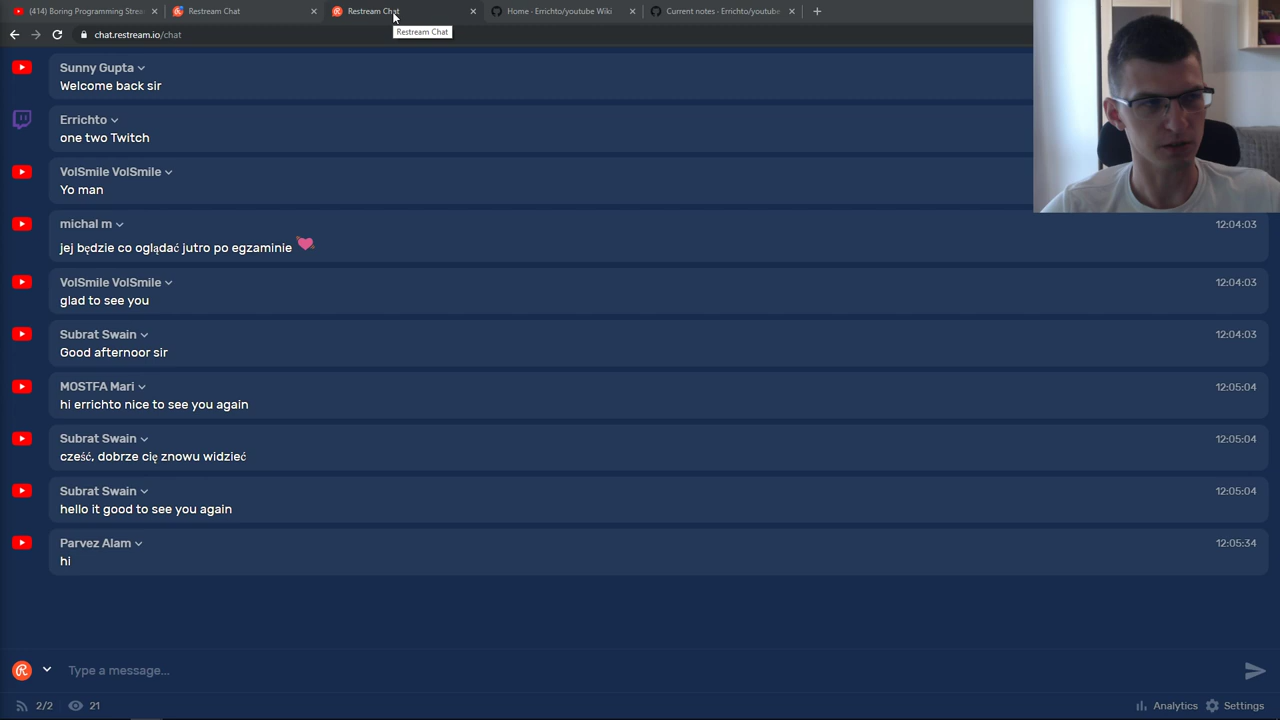 (414) Boring Programming Strea
Restream Chat
Restream Chat
Home - Errichto/youtube Wiki
Current notes - Errichto/youtube
chat.restream.io/chat
Restream Chat
Sunny Gupta
Welcome back sir
Errichto
one two Twitch
VolSmile VolSmile
Yo man
michal m
12:04:03
jej będzie co oglądać jutro po egzaminie 💘
VolSmile VolSmile
12:04:03
glad to see you
Subrat Swain
12:04:03
Good afternoor sir
MOSTFA Mari
12:05:04
hi errichto nice to see you again
Subrat Swain
12:05:04
cześć, dobrze cię znowu widzieć
Subrat Swain
12:05:04
hello it good to see you again
Parvez Alam
12:05:34
hi
Type a message...
2/2
21
Analytics
Settings